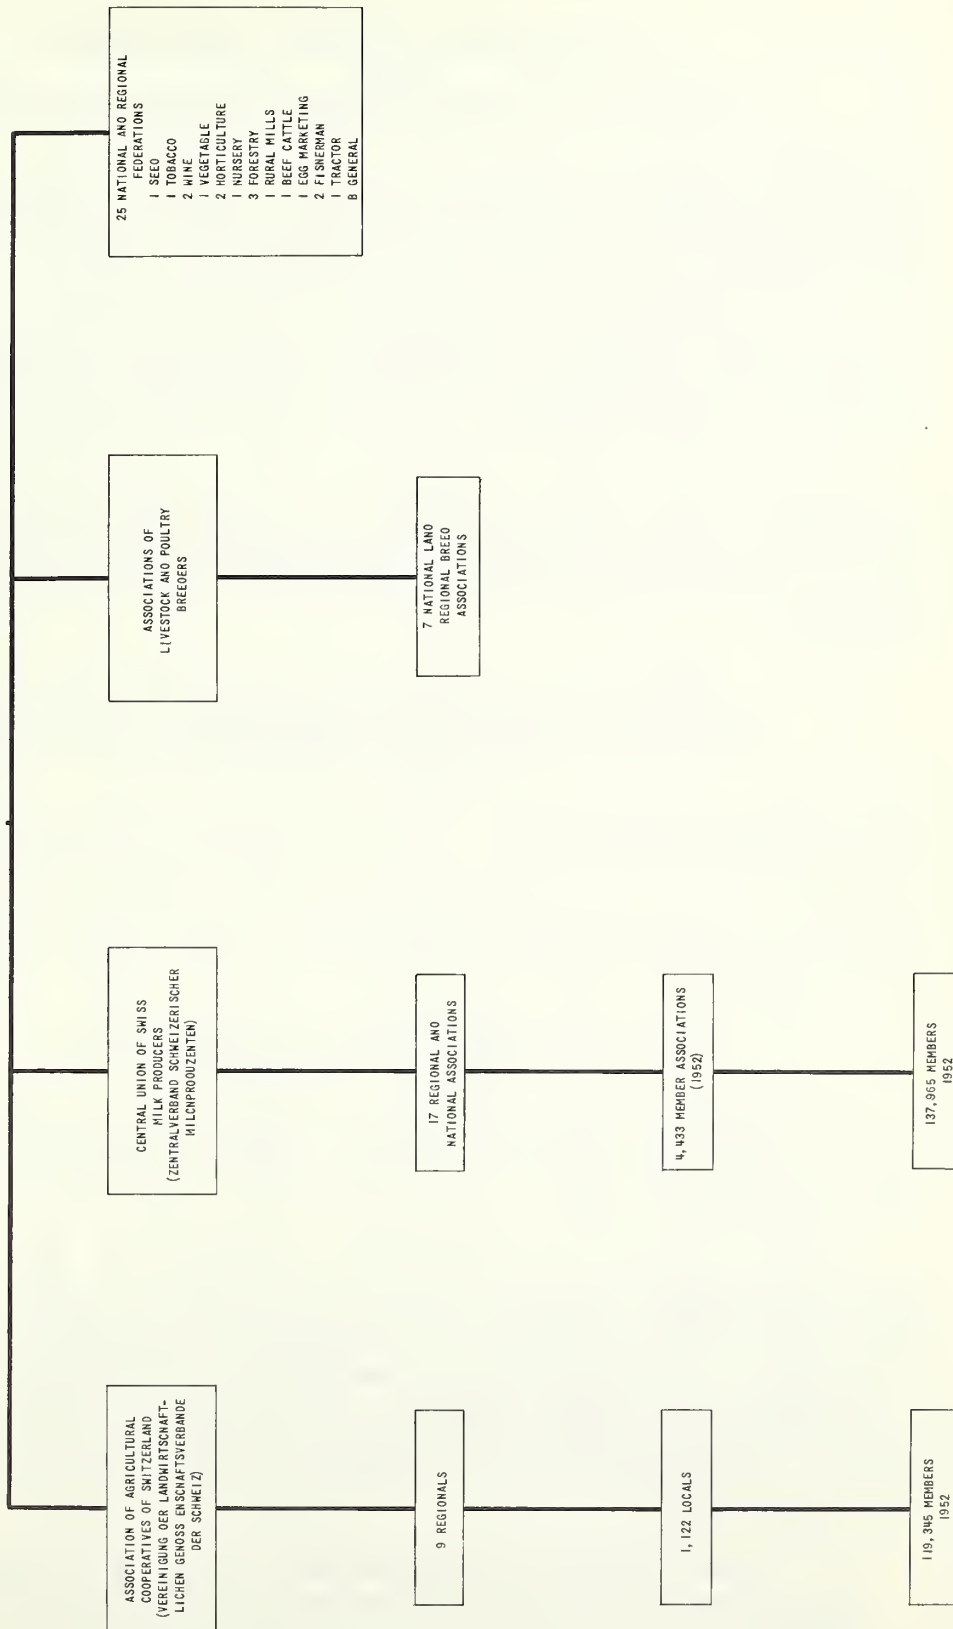 ASSOCIATION OF AGRICULTURAL
COOPERATIVES OF SWITZERLAND
(VEREINIGUNG OER LANDWIRTSCHAFT-
LICHEN GENOSS ENSCHAFTSVERBANDE
DER SCHWEIZ)
9 REGIONALS
1,122 LOCALS
119,345 MEMBERS
1952
CENTRAL UNION OF SWISS
MILK PRODUCERS
(ZENTRALVERBAND SCHWEIZERISCHER
MILCNPROOUZENTEN)
17 REGIONAL ANO
NATIONAL ASSOCIATIONS
4,433 MEMBER ASSOCIATIONS
(1952)
137,965 MEMBERS
1952
ASSOCIATIONS OF
LIVESTOCK ANO POULTRY
BREEOERS
7 NATIONAL LANO
REGIONAL BREEO
ASSOCIATIONS
25 NATIONAL ANO REGIONAL
FEDERATIONS
1 SEEO
1 TOBACCO
2 WINE
1 VEGETABLE
2 HORTICULTURE
1 NURSERY
3 FORESTRY
1 RURAL MILLS
1 BEEF CATTLE
1 EGG MARKETING
2 FISNERMAN
1 TRACTOR
B GENERAL